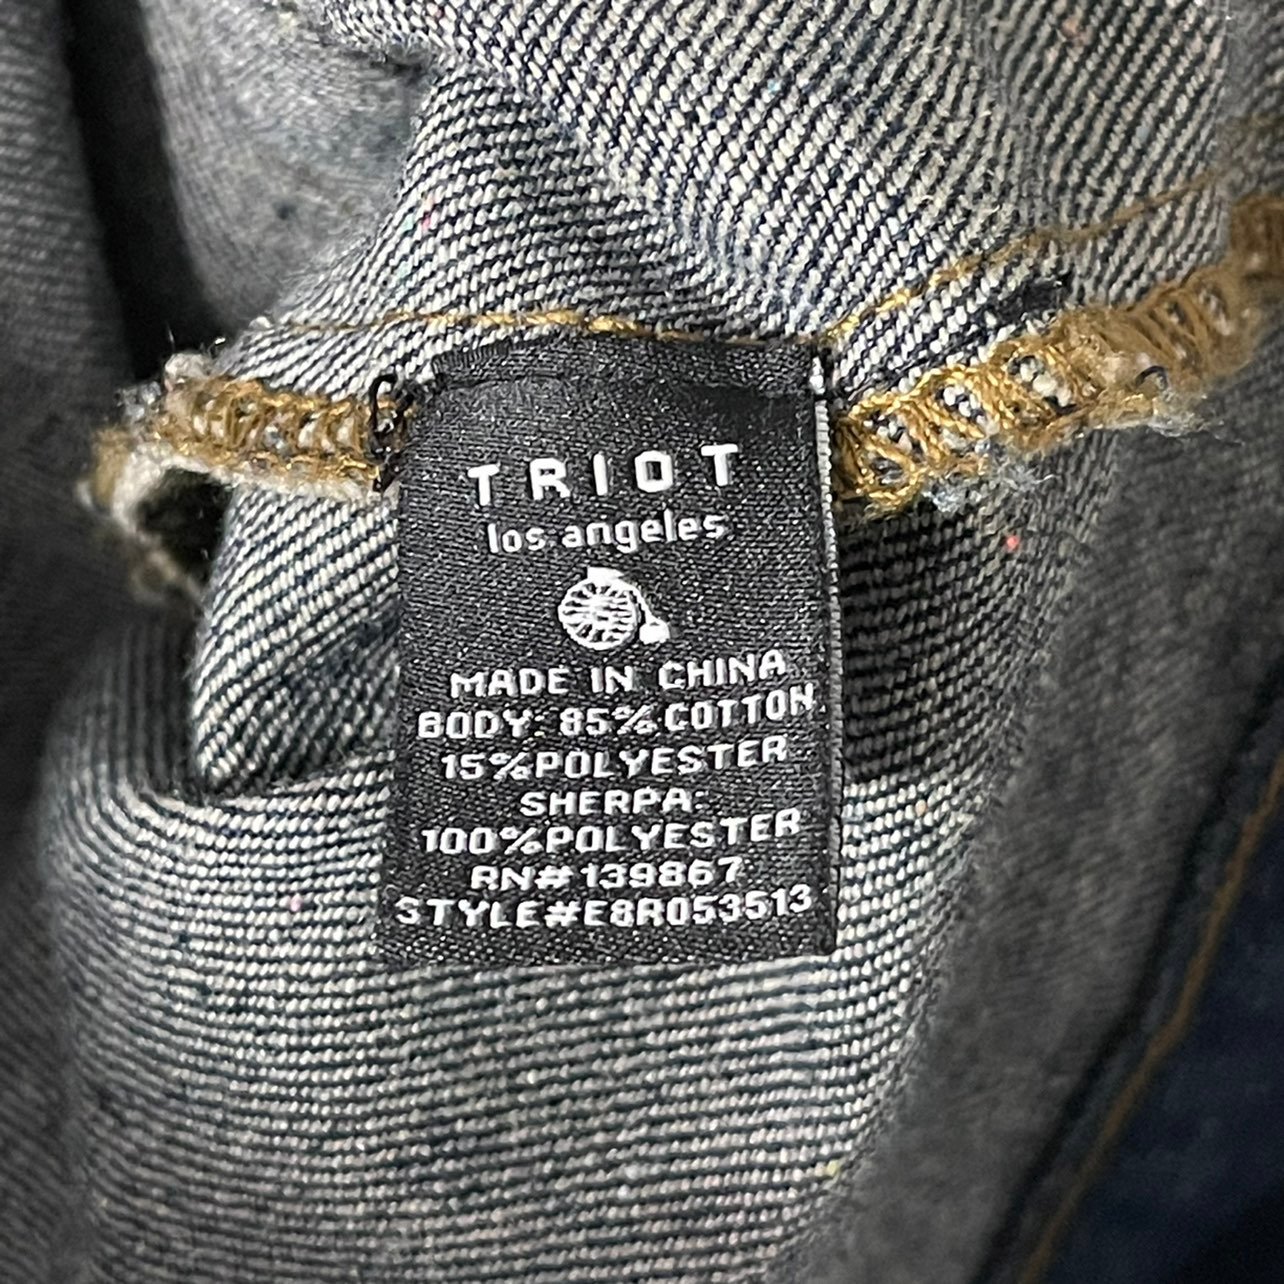 TRIOT
los angeles
MADE IN CHINA
BODY: 85% COTTON
15%POLYESTER
SHERPA:
100%POLYESTER
RN#139867
STYLE#E8R053513